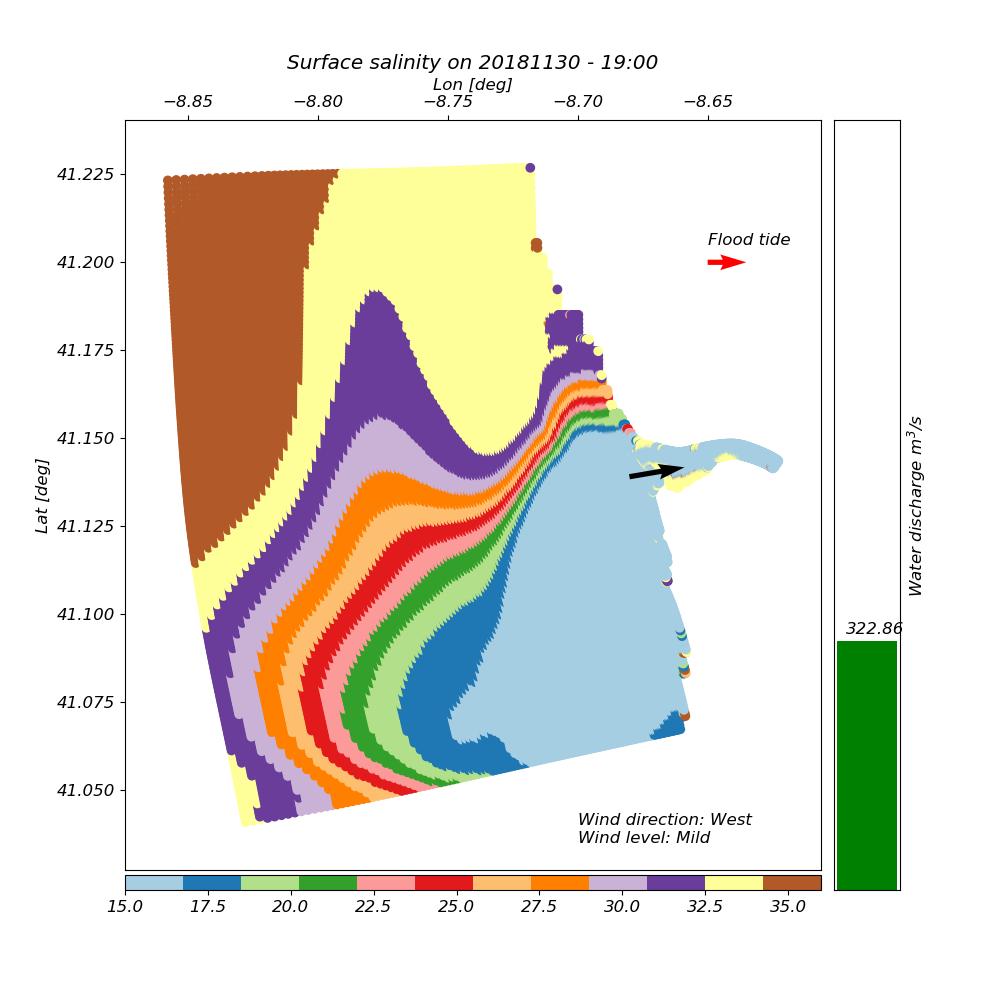 Surface salinity on 20181130 - 19:00
Lon [deg]
−8.85 −8.80 −8.75 −8.70 −8.65
41.225
41.200
41.175
41.150
41.125
41.100
41.075
41.050
Lat [deg]
Flood tide
Wind direction: West
Wind level: Mild
322.86
Water discharge m³/s
15.0 17.5 20.0 22.5 25.0 27.5 30.0 32.5 35.0